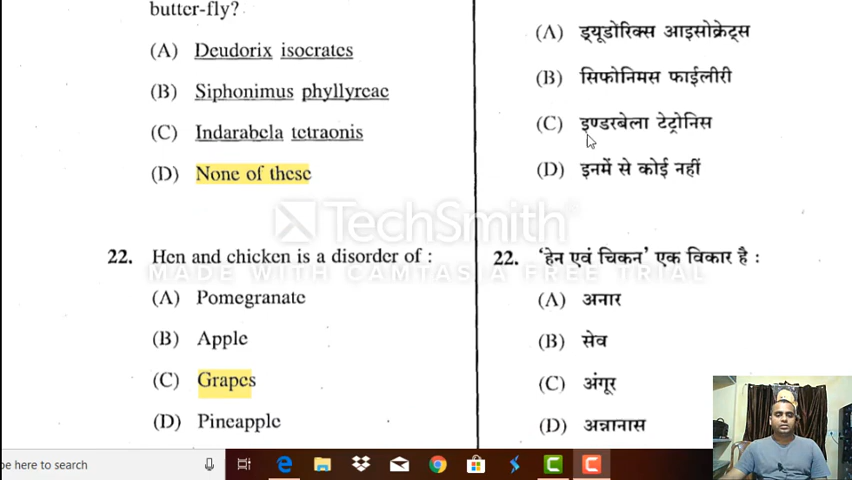 butter-fly?
(A) Deudorix isocrates
(B) Siphonimus phyllyreae
(C) Indarabela tetraonis
(D) None of these
22. Hen and chicken is a disorder of :
(A) Pomegranate
(B) Apple
(C) Grapes
(D) Pineapple
(A) ड्यूडोरिक्स आइसोक्रेट्स
(B) सिफोनिमस फाईलीरी
(C) इण्डरबेला टेट्रोनिस
(D) इनमें से कोई नहीं
22. ‘हेन एवं चिकन’ एक विकार है :
(A) अनार
(B) सेव
(C) अंगूर
(D) अन्नानास
TechSmith
MADE WITH CAMTASIA FREE TRIAL
pe here to search